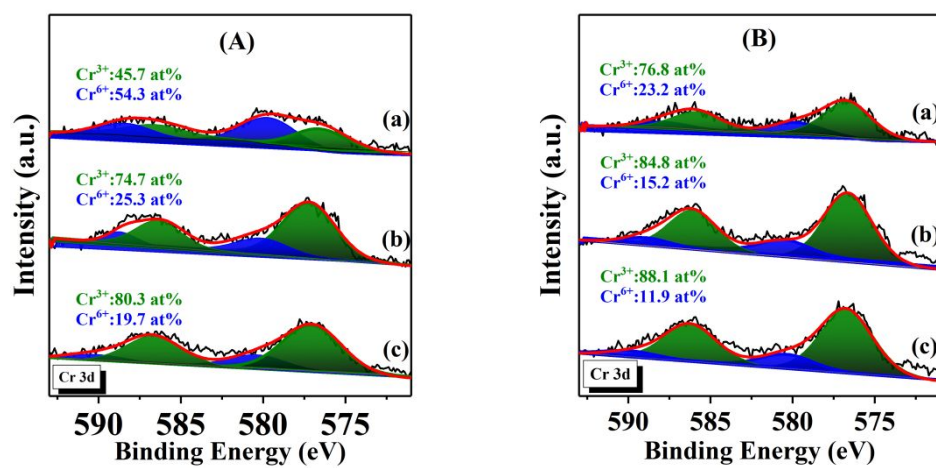 (A)
Intensity (a.u.)
Cr³⁺:45.7 at%
Cr⁶⁺:54.3 at%
(a)
Cr³⁺:74.7 at%
Cr⁶⁺:25.3 at%
(b)
Cr³⁺:80.3 at%
Cr⁶⁺:19.7 at%
(c)
Cr 3d
590 585 580 575
Binding Energy (eV)
(B)
Intensity (a.u.)
Cr³⁺:76.8 at%
Cr⁶⁺:23.2 at%
(a)
Cr³⁺:84.8 at%
Cr⁶⁺:15.2 at%
(b)
Cr³⁺:88.1 at%
Cr⁶⁺:11.9 at%
(c)
Cr 3d
590 585 580 575
Binding Energy (eV)